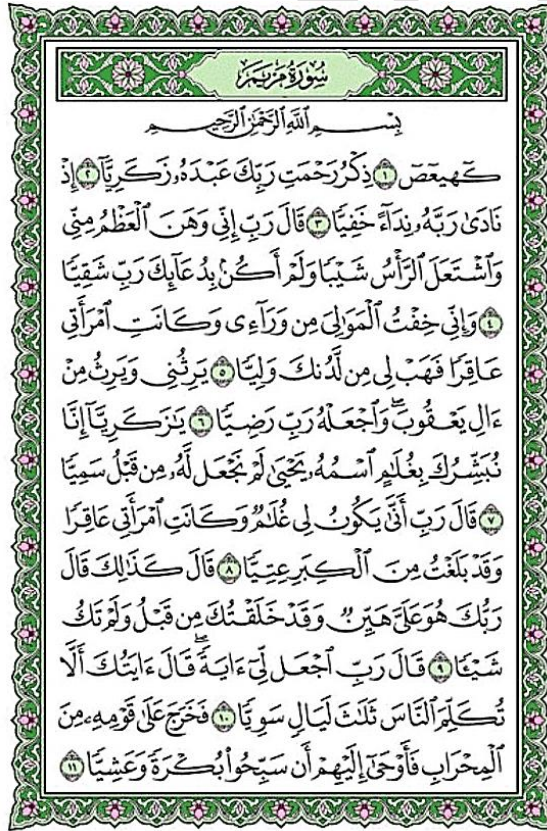 سُورَةُ مَرْيَمَ
بِسْمِ ٱللَّهِ ٱلرَّحْمَٰنِ ٱلرَّحِيمِ
كٓهيعٓصٓ ١ ذِكْرُ رَحْمَتِ رَبِّكَ عَبْدَهُۥ زَكَرِيَّآ ٢ إِذْ
نَادَىٰ رَبَّهُۥ نِدَآءً خَفِيًّا ٣ قَالَ رَبِّ إِنِّى وَهَنَ ٱلْعَظْمُ مِنِّى
وَٱشْتَعَلَ ٱلرَّأْسُ شَيْبًا وَلَمْ أَكُنۢ بِدُعَآئِكَ رَبِّ شَقِيًّا
٤ وَإِنِّى خِفْتُ ٱلْمَوَٰلِىَ مِن وَرَآءِى وَكَانَتِ ٱمْرَأَتِى
عَاقِرًا فَهَبْ لِى مِن لَّدُنكَ وَلِيًّا ٥ يَرِثُنِى وَيَرِثُ مِنْ
ءَالِ يَعْقُوبَ ۖ وَٱجْعَلْهُ رَبِّ رَضِيًّا ٦ يَٰزَكَرِيَّآ إِنَّا
نُبَشِّرُكَ بِغُلَٰمٍ ٱسْمُهُۥ يَحْيَىٰ لَمْ نَجْعَل لَّهُۥ مِن قَبْلُ سَمِيًّا
٧ قَالَ رَبِّ أَنَّىٰ يَكُونُ لِى غُلَٰمٌ وَكَانَتِ ٱمْرَأَتِى عَاقِرًا
وَقَدْ بَلَغْتُ مِنَ ٱلْكِبَرِ عِتِيًّا ٨ قَالَ كَذَٰلِكَ قَالَ
رَبُّكَ هُوَ عَلَىَّ هَيِّنٌ وَقَدْ خَلَقْتُكَ مِن قَبْلُ وَلَمْ تَكُ
شَيْـًٔا ٩ قَالَ رَبِّ ٱجْعَل لِّىٓ ءَايَةً ۚ قَالَ ءَايَتُكَ أَلَّا
تُكَلِّمَ ٱلنَّاسَ ثَلَٰثَ لَيَالٍ سَوِيًّا ١٠ فَخَرَجَ عَلَىٰ قَوْمِهِۦ مِنَ
ٱلْمِحْرَابِ فَأَوْحَىٰٓ إِلَيْهِمْ أَن سَبِّحُوا۟ بُكْرَةً وَعَشِيًّا ١١